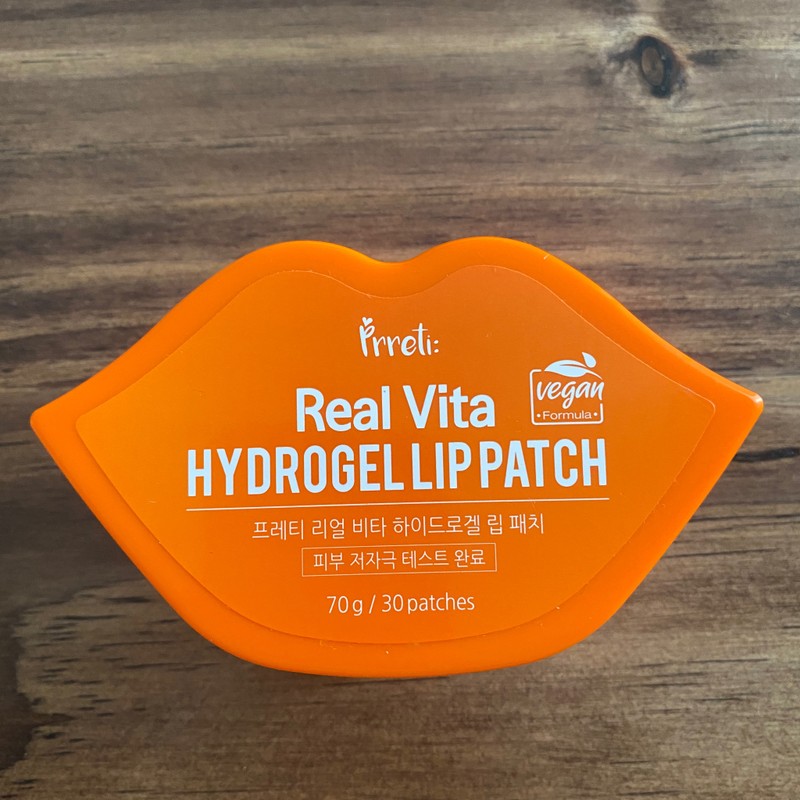 Prreti:
Real Vita
vegan
• Formula •
HYDROGEL LIP PATCH
프레티 리얼 비타 하이드로겔 립 패치
피부 저자극 테스트 완료
70 g / 30 patches